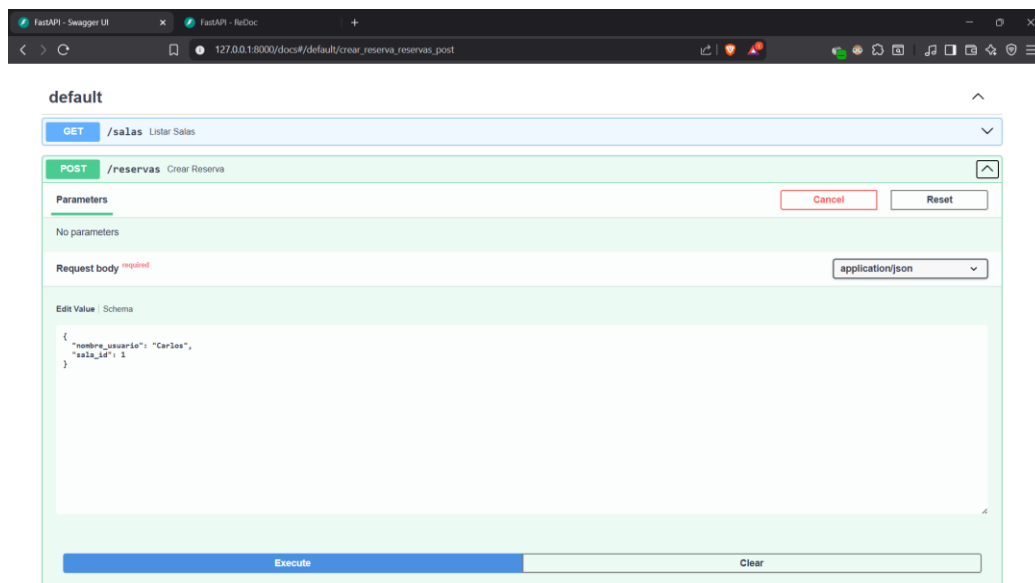 FastAPI - Swagger UI
FastAPI - ReDoc
127.0.0.1:8000/docs#/default/crear_reserva_reservas_post
default
GET /salas Listar Salas
POST /reservas Crear Reserva
Parameters
Cancel
Reset
No parameters
Request body required
application/json
Edit Value | Schema
{
"nombre_usuario": "Carlos",
"sala_id": 1
}
Execute
Clear